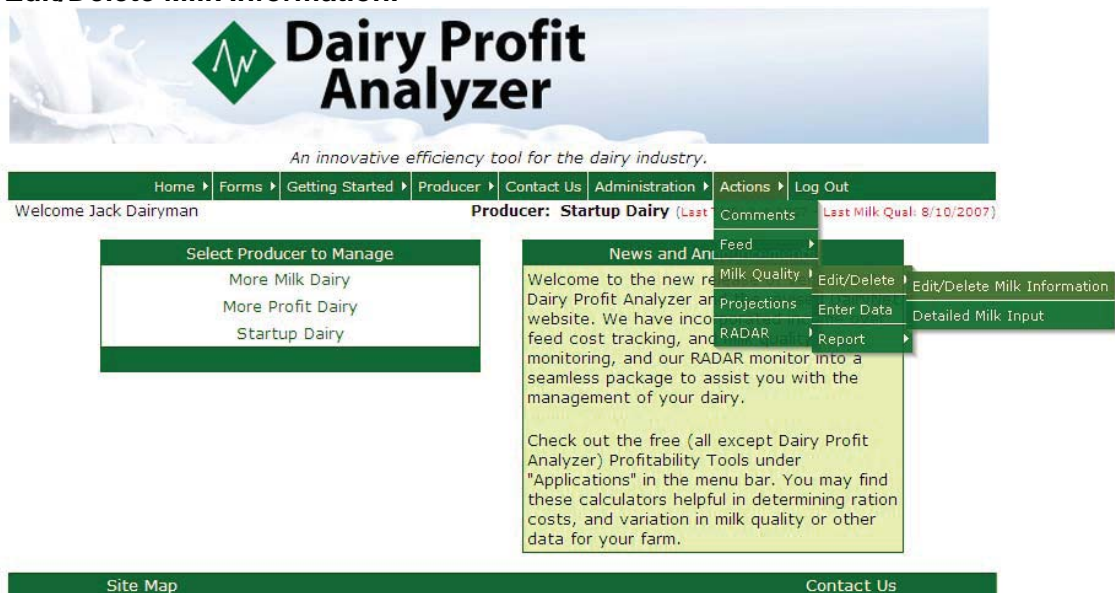 Edit/Delete Milk Information:
Dairy Profit
Analyzer
An innovative efficiency tool for the dairy industry.
Home Forms Getting Started Producer Contact Us Administration Actions Log Out
Welcome Jack Dairyman Producer: Startup Dairy (Last Last Milk Qual: 8/10/2007)
Comments
Feed
Milk Quality
Projections
RADAR
Edit/Delete
Enter Data
Report
Edit/Delete Milk Information
Detailed Milk Input
Select Producer to Manage
More Milk Dairy
More Profit Dairy
Startup Dairy
News and
Welcome to the new
Dairy Profit Analyzer
website. We have
feed cost tracking,
monitoring, and our RADAR monitor into a
seamless package to assist you with the
management of your dairy.
Check out the free (all except Dairy Profit
Analyzer) Profitability Tools under
"Applications" in the menu bar. You may find
these calculators helpful in determining ration
costs, and variation in milk quality or other
data for your farm.
Site Map Contact Us